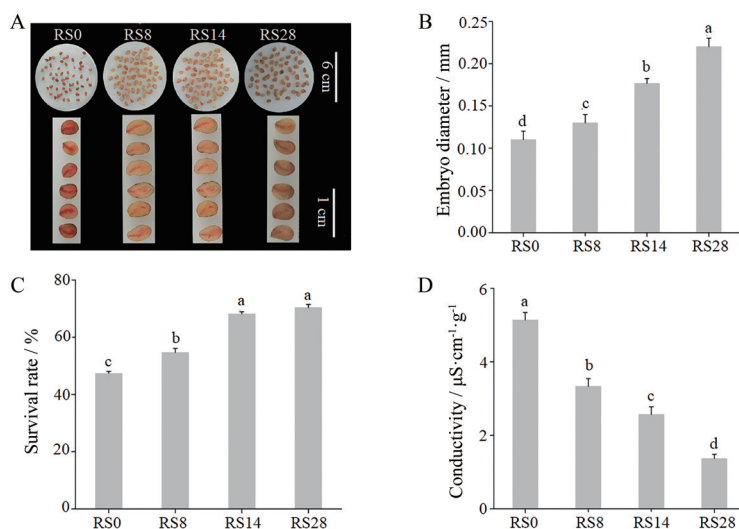 A
RS0 RS8 RS14 RS28
6 cm
1 cm
B
Embryo diameter / mm
0.25
0.20
0.15
0.10
0.05
0.00
d
c
b
a
RS0 RS8 RS14 RS28
C
Survival rate / %
80
60
40
20
0
c
b
a
a
RS0 RS8 RS14 RS28
D
Conductivity / μS·cm⁻¹·g⁻¹
6
4
2
0
a
b
c
d
RS0 RS8 RS14 RS28